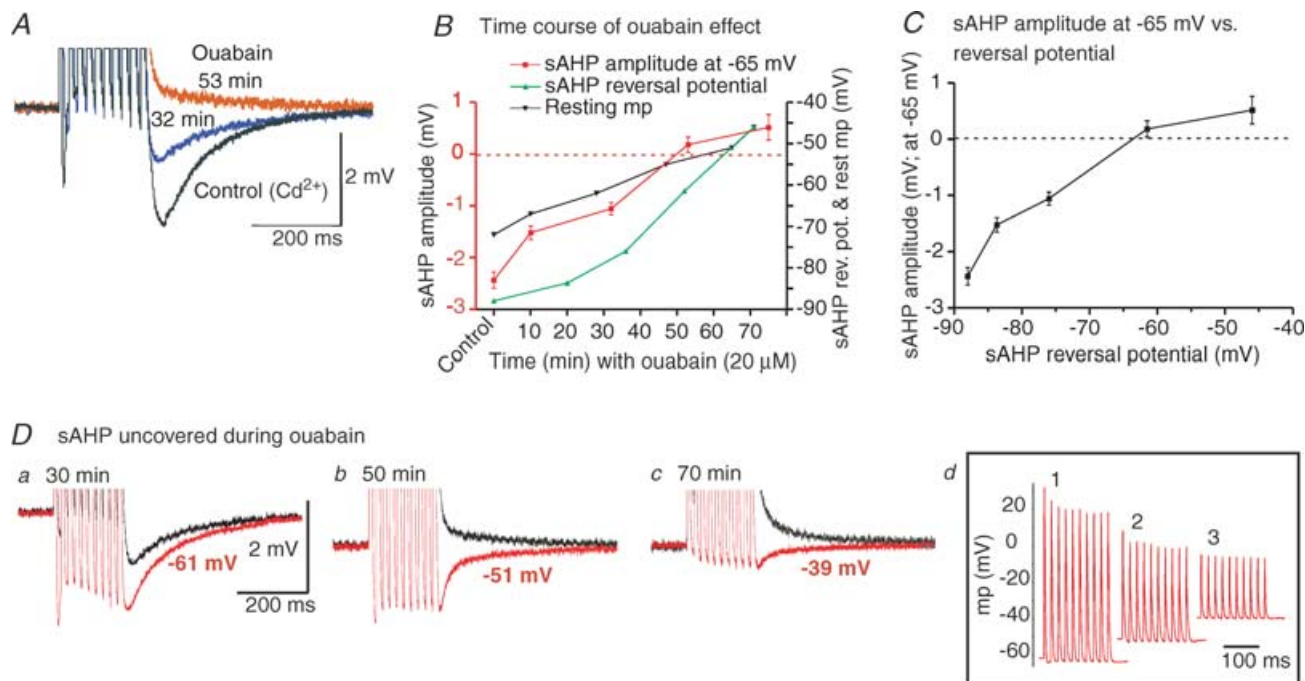 A
Ouabain
53 min
32 min
Control (Cd2+)
2 mV
200 ms
B Time course of ouabain effect
sAHP amplitude at -65 mV
sAHP reversal potential
Resting mp
sAHP amplitude (mV)
1
0
-1
-2
-3
-40
-50
-60
-70
-80
-90
sAHP rev. pot. & rest mp (mV)
Control 10 20 30 40 50 60 70 80
Time (min) with ouabain (20 µM)
C sAHP amplitude at -65 mV vs.
reversal potential
sAHP amplitude (mV; at -65 mV)
1
0
-1
-2
-3
-90 -80 -70 -60 -50 -40
sAHP reversal potential (mV)
D sAHP uncovered during ouabain
a 30 min
-61 mV
2 mV
200 ms
b 50 min
-51 mV
c 70 min
-39 mV
d
mp (mV)
20
0
-20
-40
-60
1
2
3
100 ms